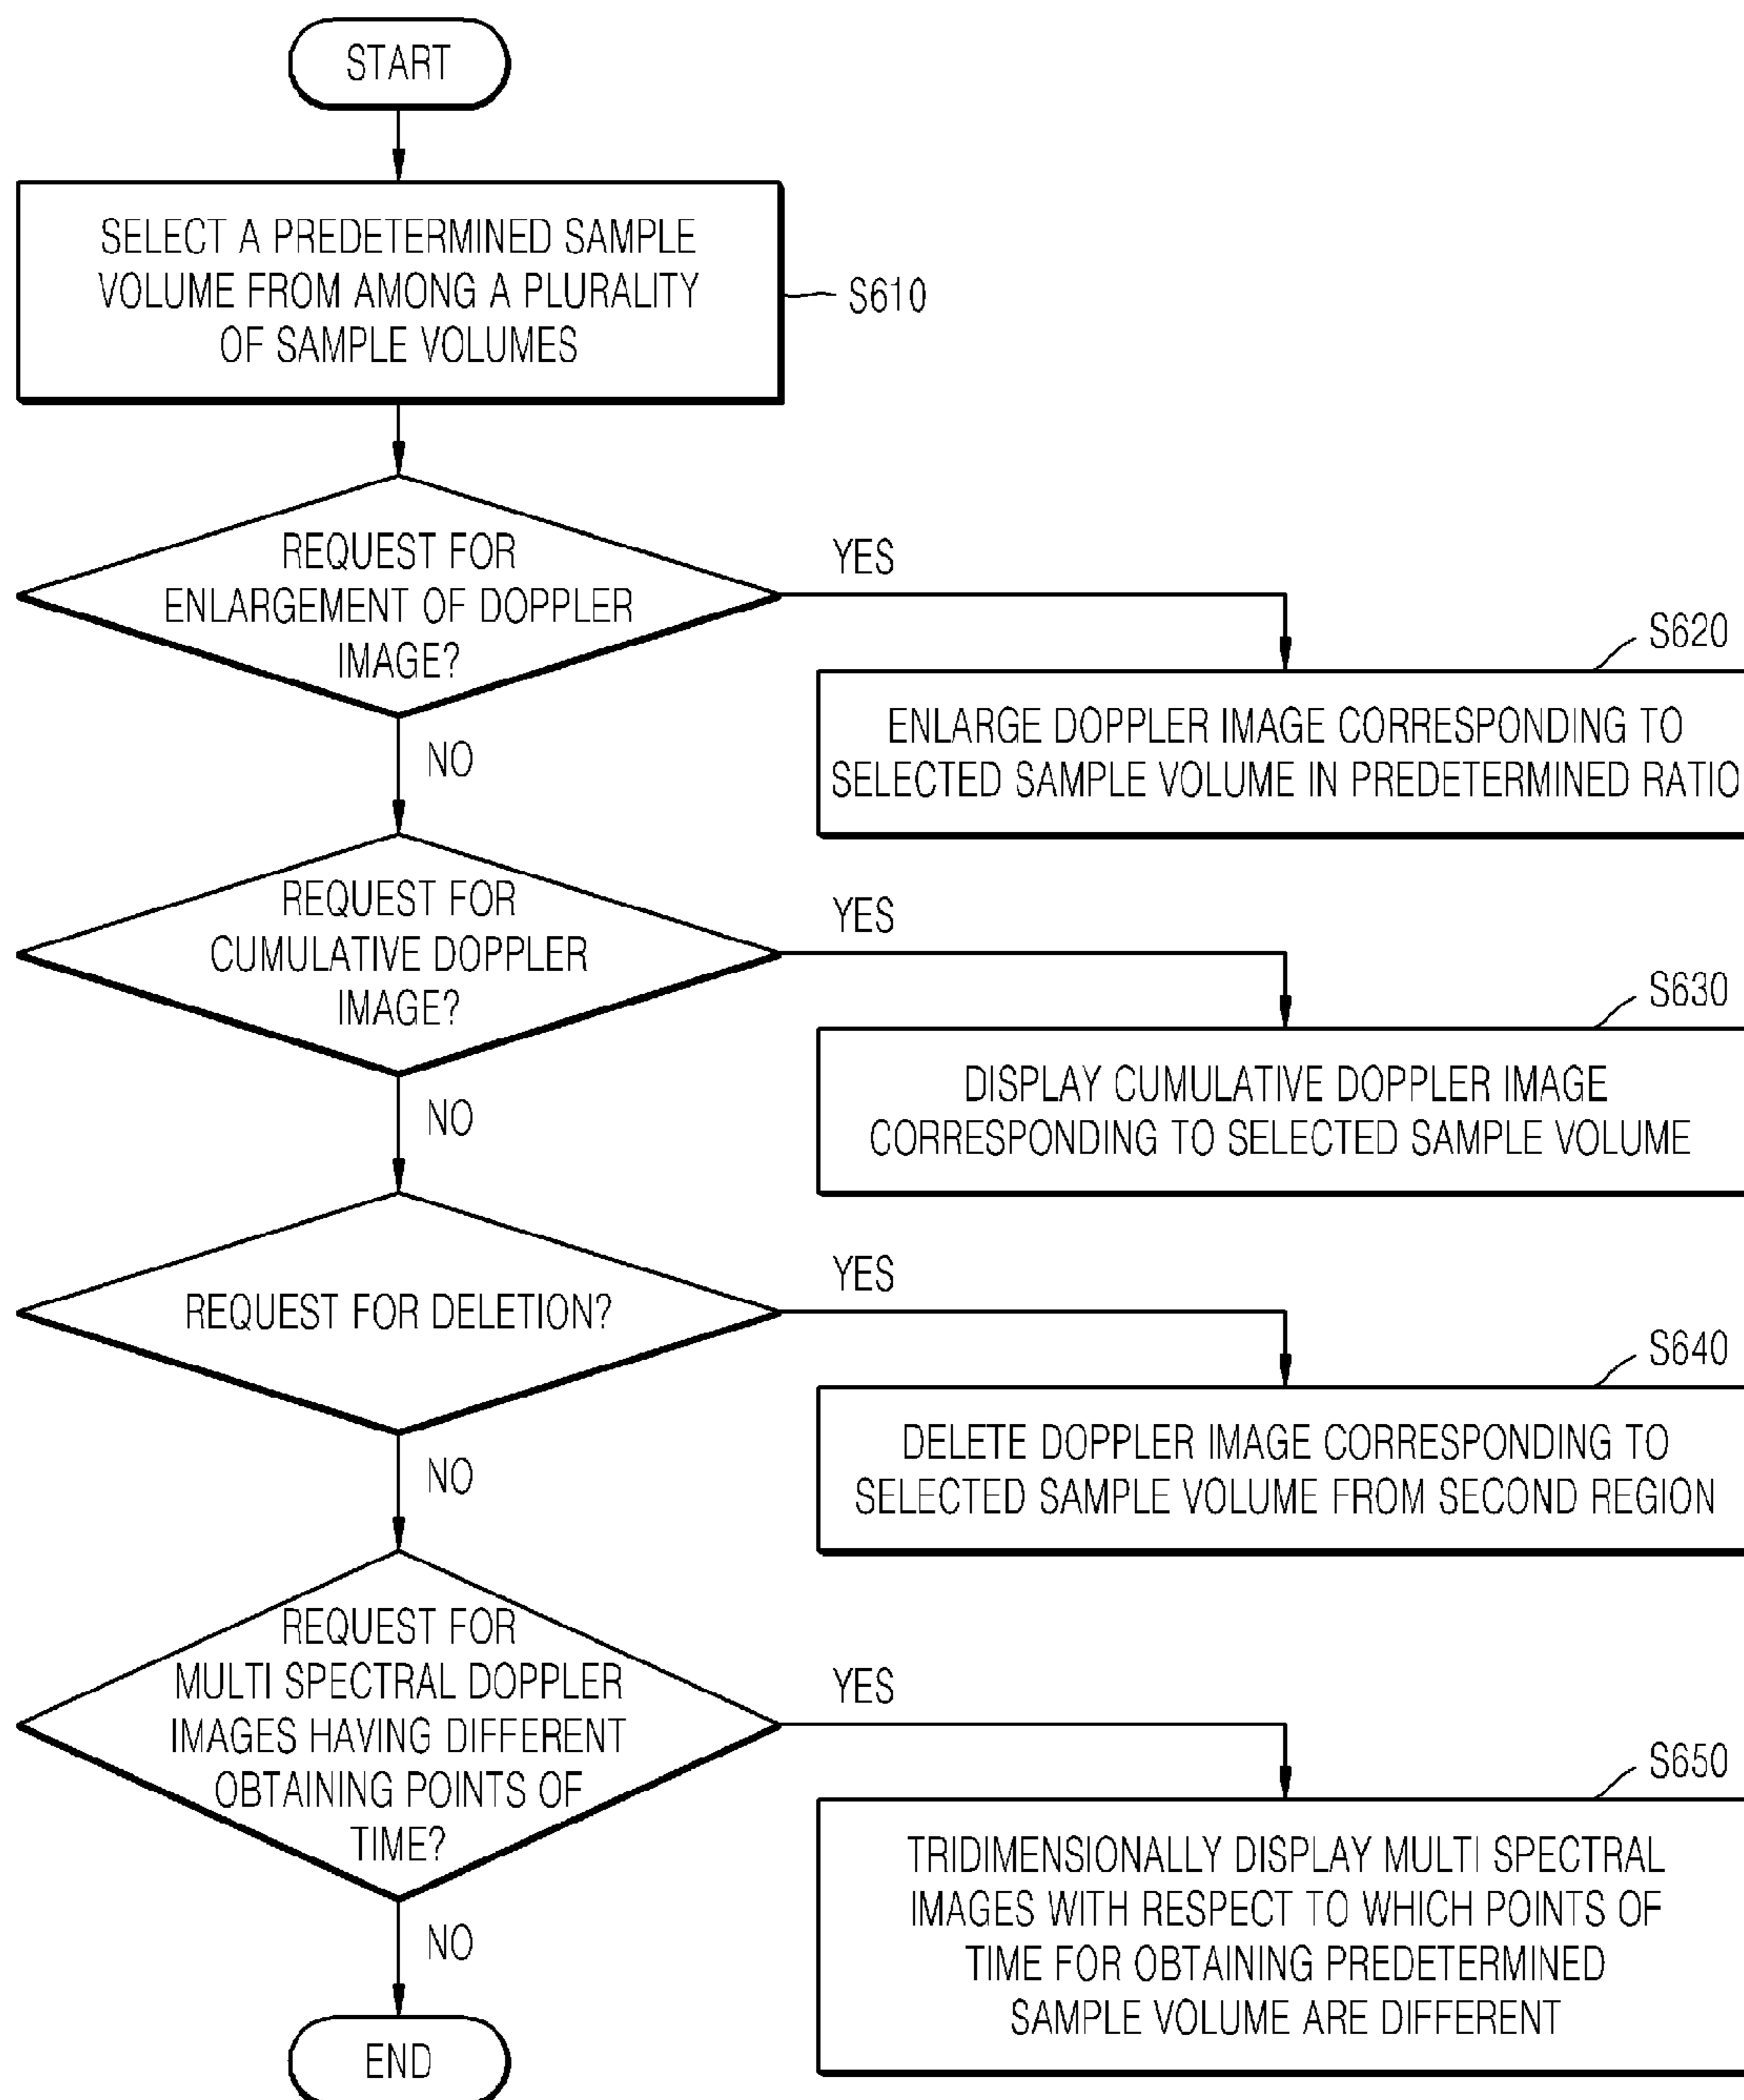 START
SELECT A PREDETERMINED SAMPLE
VOLUME FROM AMONG A PLURALITY
OF SAMPLE VOLUMES
S610
REQUEST FOR
ENLARGEMENT OF DOPPLER
IMAGE?
YES
S620
ENLARGE DOPPLER IMAGE CORRESPONDING TO
SELECTED SAMPLE VOLUME IN PREDETERMINED RATIO
NO
REQUEST FOR
CUMULATIVE DOPPLER
IMAGE?
YES
S630
DISPLAY CUMULATIVE DOPPLER IMAGE
CORRESPONDING TO SELECTED SAMPLE VOLUME
NO
REQUEST FOR DELETION?
YES
S640
DELETE DOPPLER IMAGE CORRESPONDING TO
SELECTED SAMPLE VOLUME FROM SECOND REGION
NO
REQUEST FOR
MULTI SPECTRAL DOPPLER
IMAGES HAVING DIFFERENT
OBTAINING POINTS OF
TIME?
YES
S650
TRIDIMENSIONALLY DISPLAY MULTI SPECTRAL
IMAGES WITH RESPECT TO WHICH POINTS OF
TIME FOR OBTAINING PREDETERMINED
SAMPLE VOLUME ARE DIFFERENT
NO
END